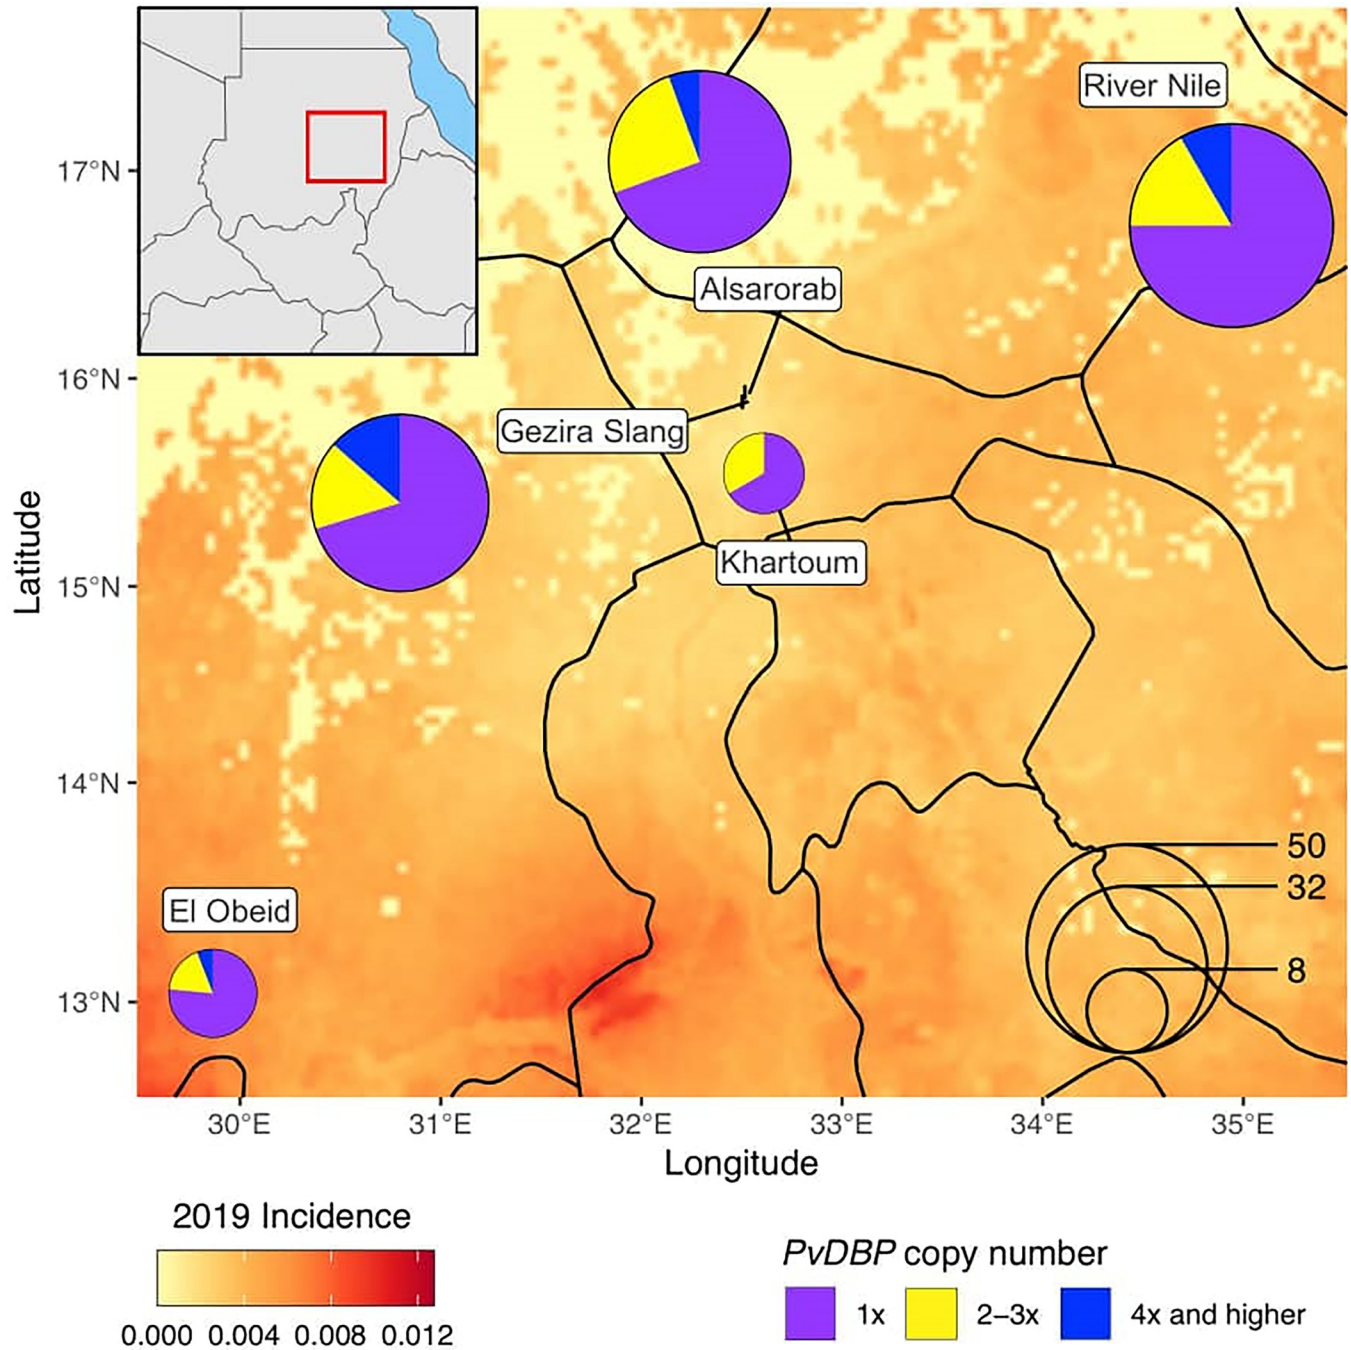 River Nile
17°N
Alsarorab
16°N
Gezira Slang
Khartoum
15°N
Latitude
14°N
50
32
El Obeid
8
13°N
30°E 31°E 32°E 33°E 34°E 35°E
Longitude
2019 Incidence
0.000 0.004 0.008 0.012
PvDBP copy number
1x 2–3x 4x and higher